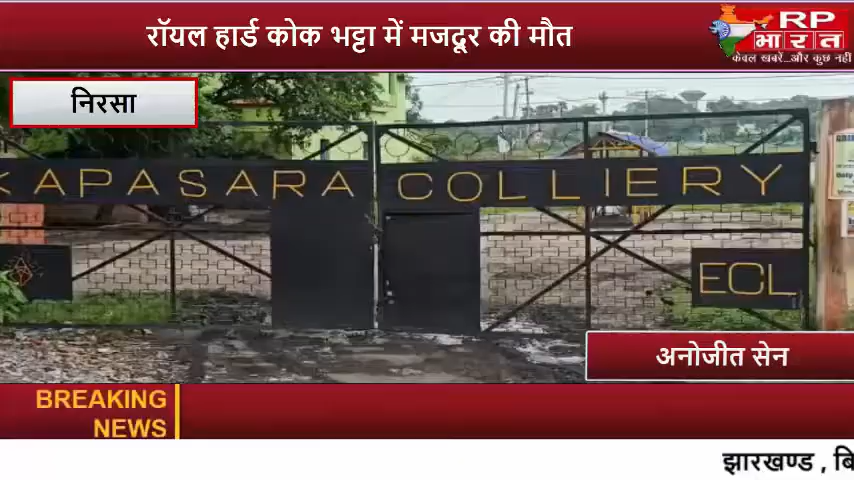 रॉयल हार्ड कोक भट्टा में मजदूर की मौत
RP
भारत
केवल खबरें...और कुछ नहीं
निरसा
KAPASARA COLLIERY
ECL
अनोजीत सेन
BREAKING
NEWS
झारखण्ड , बि